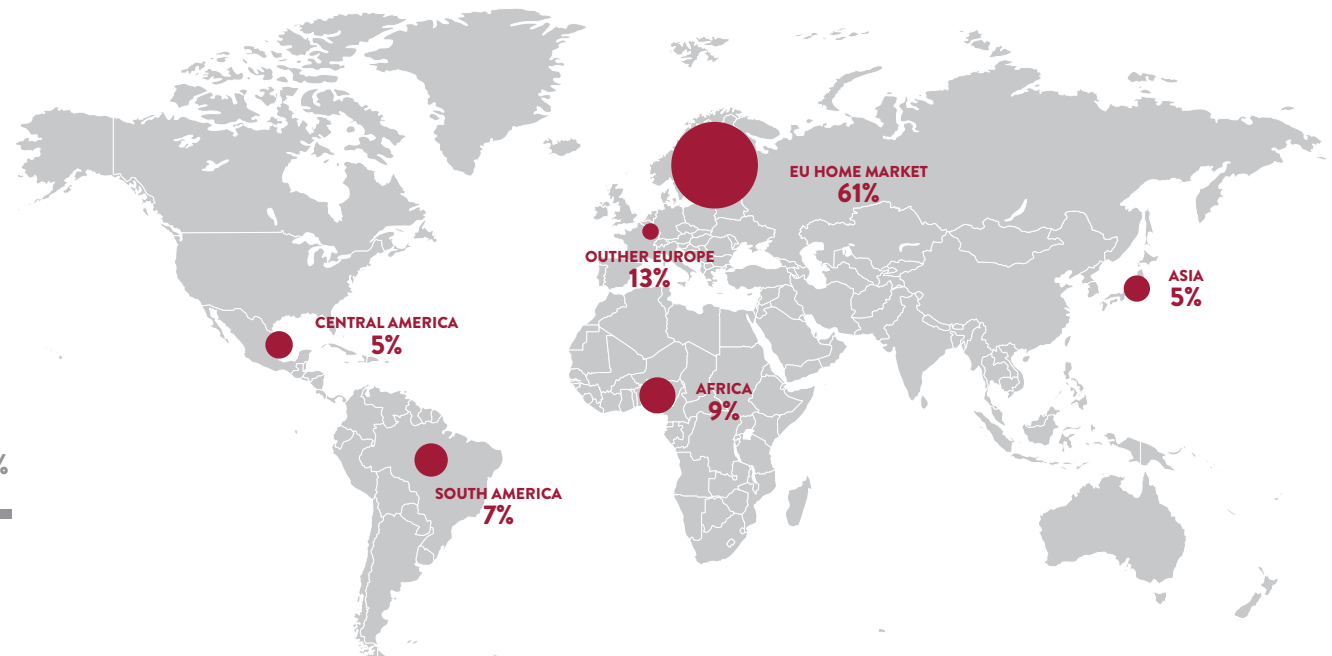 EU HOME MARKET
61%
OUTHER EUROPE
13%
ASIA
5%
CENTRAL AMERICA
5%
AFRICA
9%
%
SOUTH AMERICA
7%